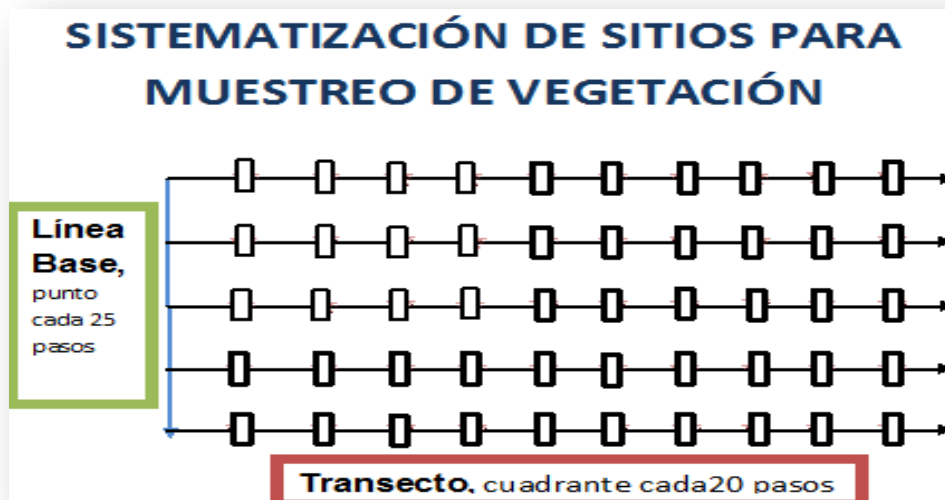 SISTEMATIZACIÓN DE SITIOS PARA
MUESTREO DE VEGETACIÓN
Línea
Base,
punto
cada 25
pasos
Transecto, cuadrante cada20 pasos